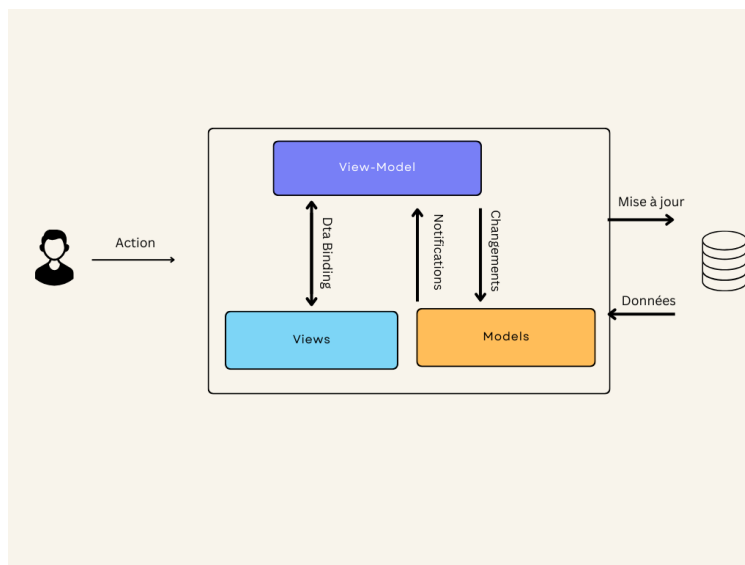 View-Model
Action
Dta Binding
Notifications
Changements
Mise à jour
Données
Views
Models